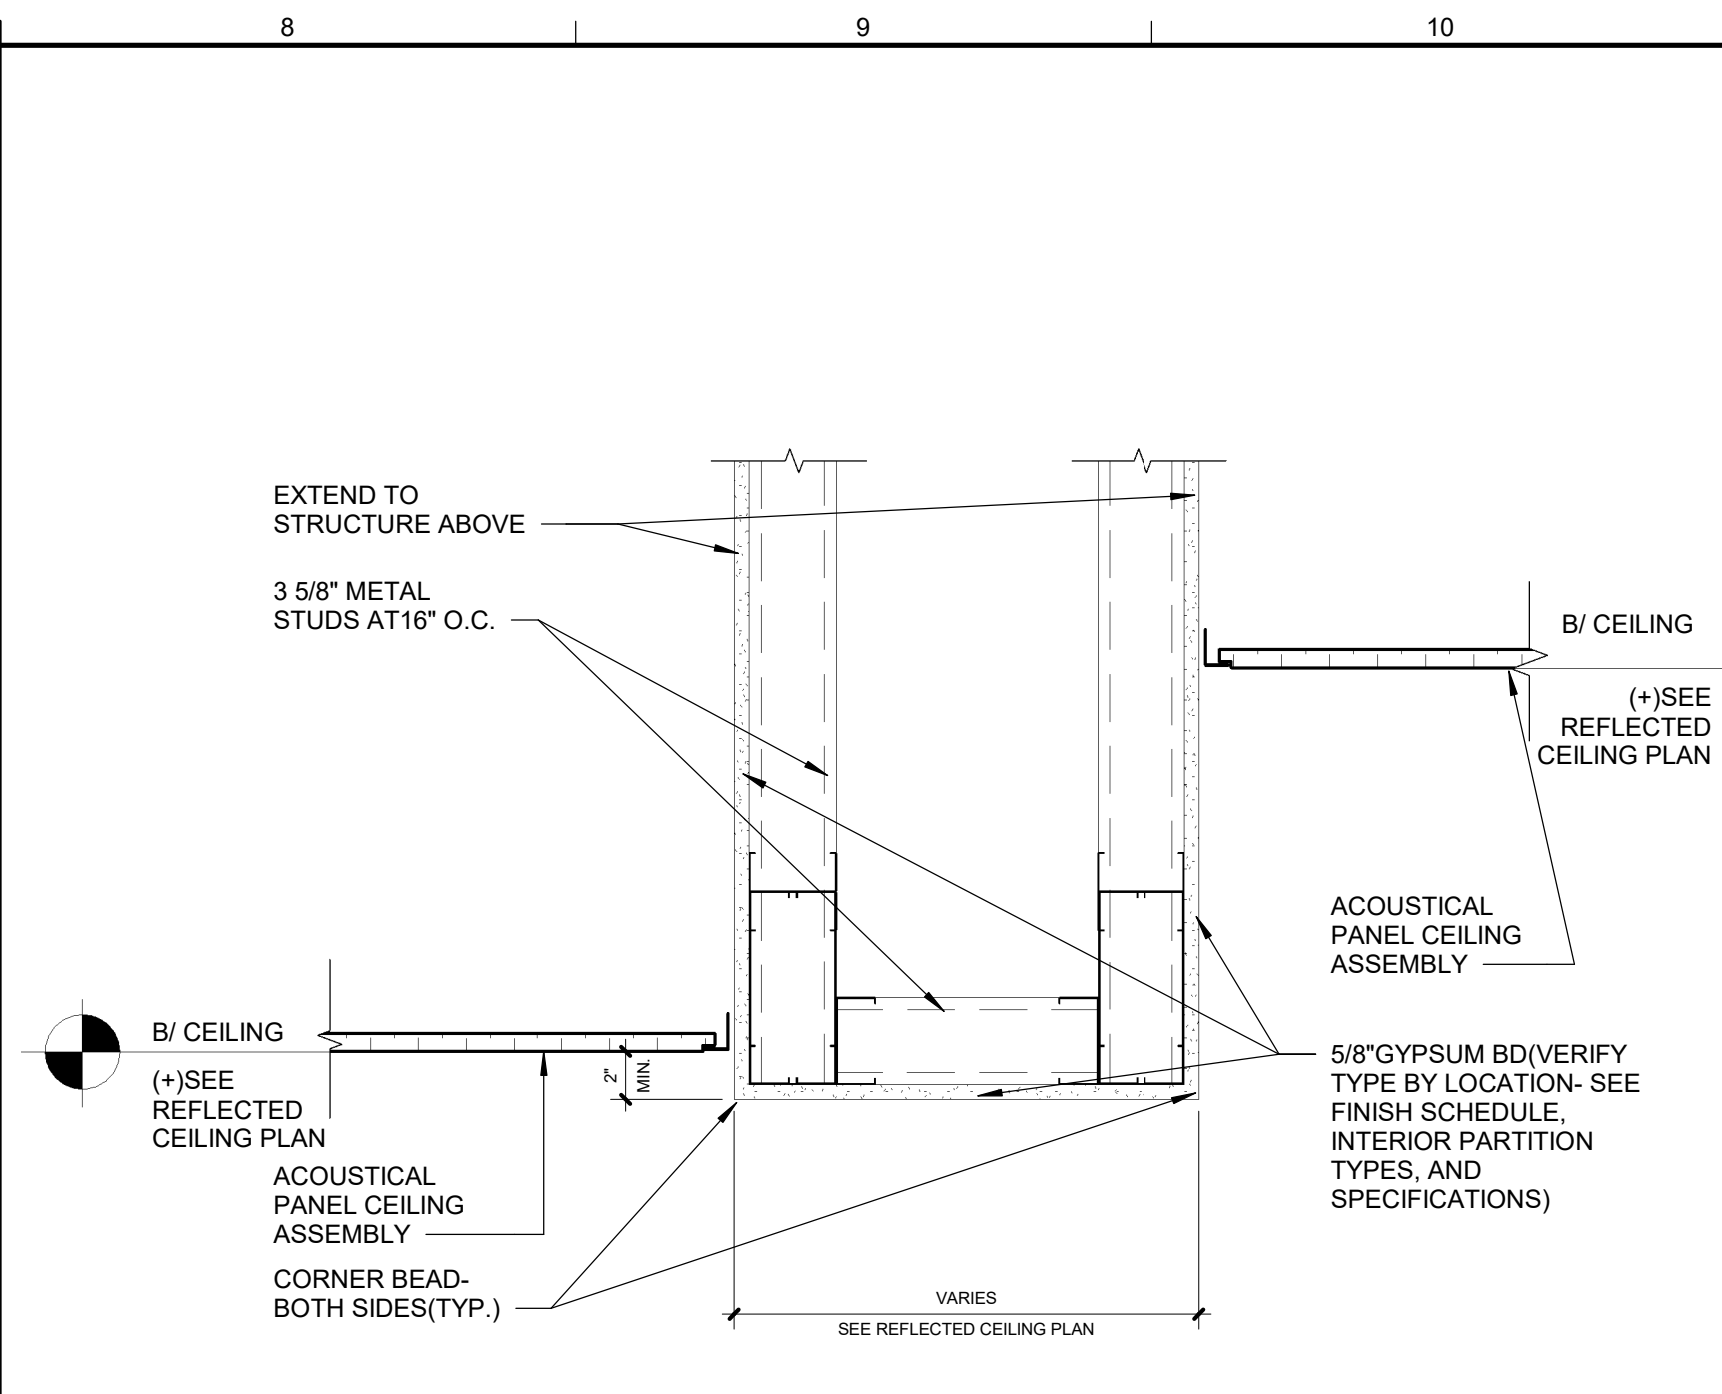 8
9
10
EXTEND TO
STRUCTURE ABOVE
3 5/8" METAL
STUDS AT16" O.C.
B/ CEILING
(+)SEE
REFLECTED
CEILING PLAN
ACOUSTICAL
PANEL CEILING
ASSEMBLY
B/ CEILING
(+)SEE
REFLECTED
CEILING PLAN
2"
MIN.
5/8"GYPSUM BD(VERIFY
TYPE BY LOCATION- SEE
FINISH SCHEDULE,
INTERIOR PARTITION
TYPES, AND
SPECIFICATIONS)
ACOUSTICAL
PANEL CEILING
ASSEMBLY
CORNER BEAD-
BOTH SIDES(TYP.)
VARIES
SEE REFLECTED CEILING PLAN